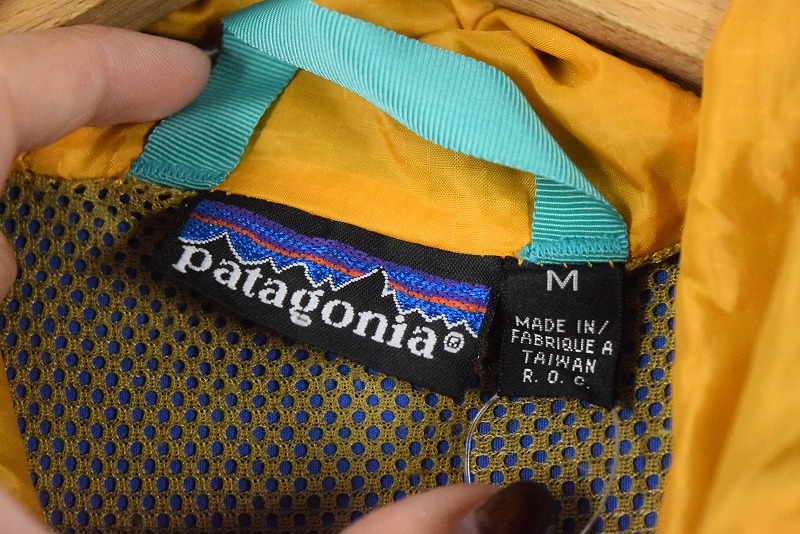 patagonia®
M
MADE IN/
FABRIQUE A
TAIWAN
R. O. C.